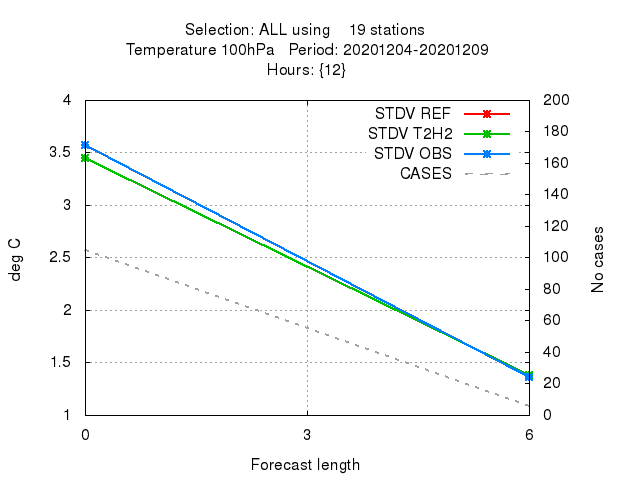 Selection: ALL using    19 stations
Temperature 100hPa   Period: 20201204-20201209
Hours: {12}
4
3.5
3
2.5
2
1.5
1
deg C
STDV REF
STDV T2H2
STDV OBS
CASES
200
180
160
140
120
100
80
60
40
20
0
No cases
0 3 6
Forecast length